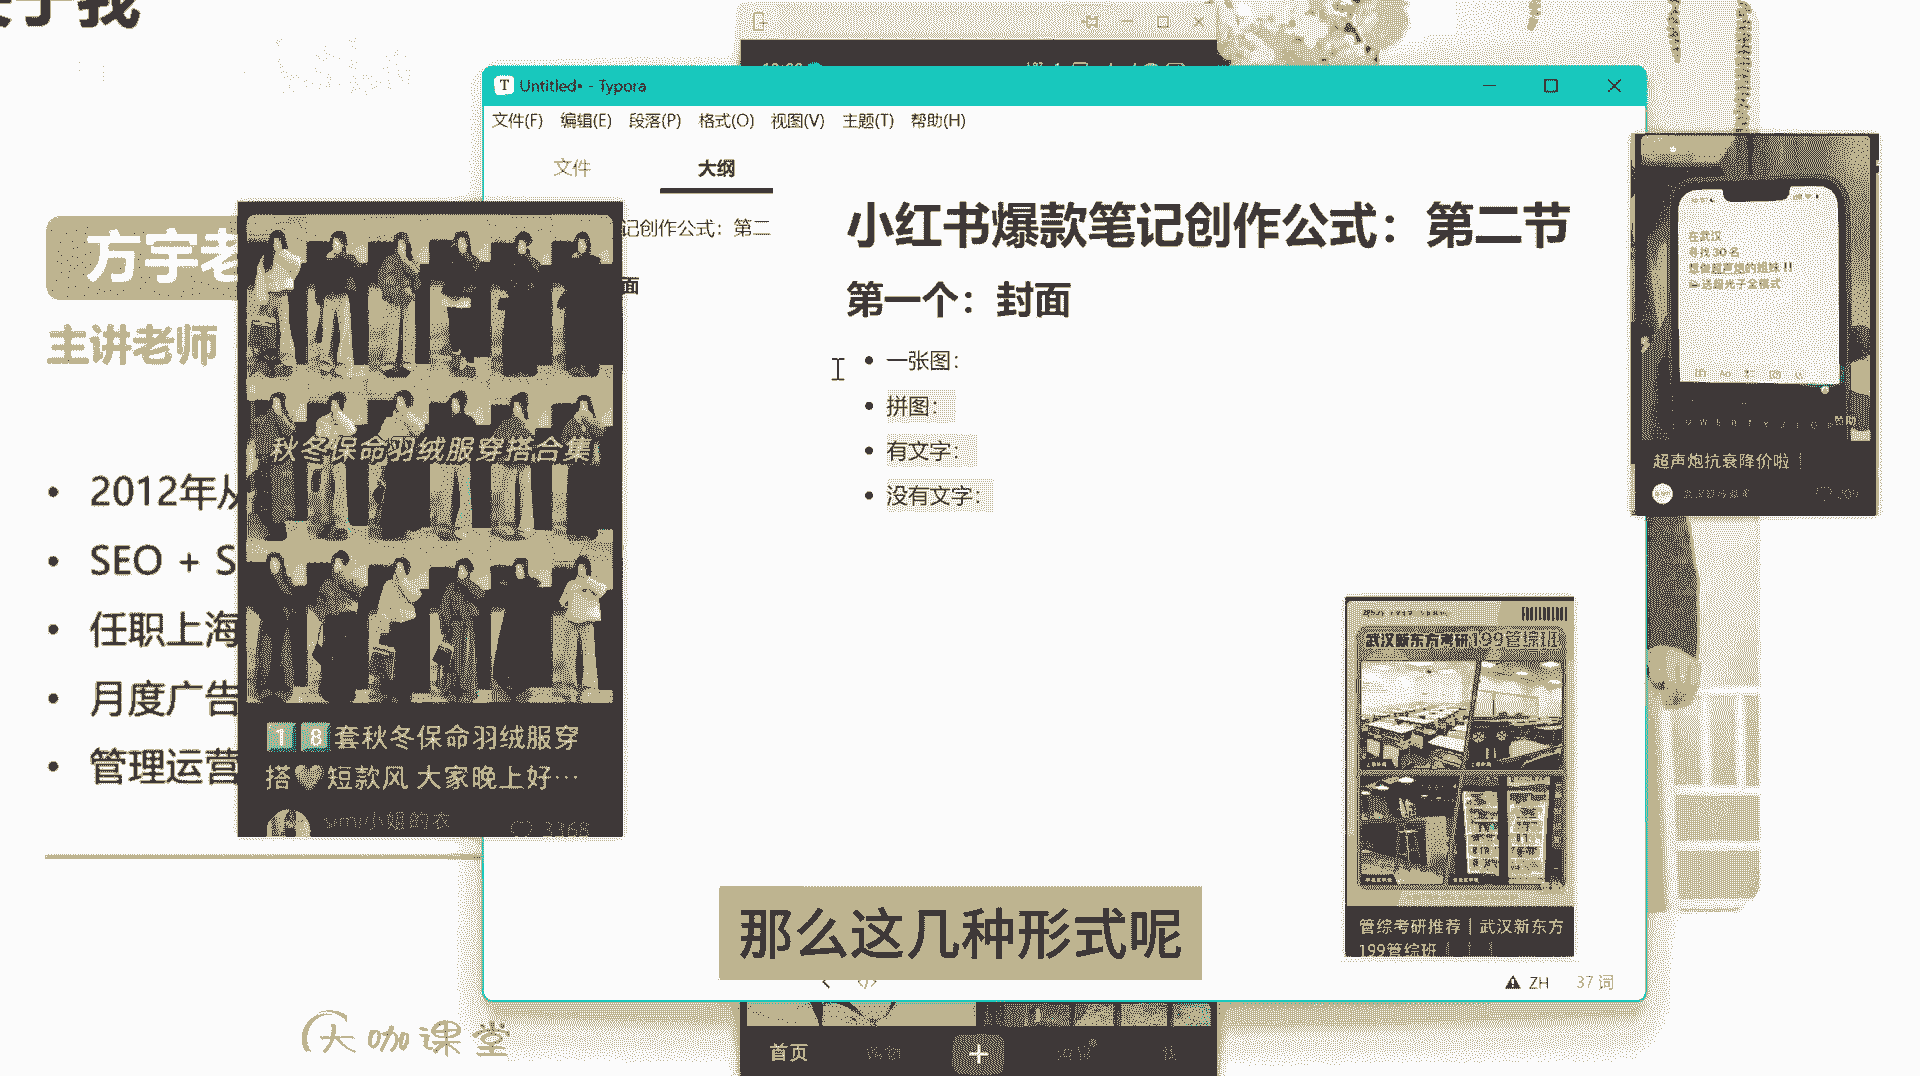 Untitled• - Typora
文件(F) 编辑(E) 段落(P) 格式(O) 视图(V) 主题(T) 帮助(H)
文件 大纲
记创作公式：第二
面
小红书爆款笔记创作公式：第二节
第一个：封面
一张图：
拼图：
有文字：
没有文字：
方宇老
主讲老师
2012年从
SEO + S
任职上海
月度广告
管理运营
秋冬保命羽绒服穿搭合集
18套秋冬保命羽绒服穿
搭🤎短款风 大家晚上好…
simi小姐的衣
3368
在武汉
寻找50名
想做超声炮的姐妹!!
送超光子全模式
赞助
超声炮抗衰降价啦
武汉新东方考研199管综班
管综考研推荐｜武汉新东方
199管综班
那么这几种形式呢
ZH 37 词
大咖课堂
首页